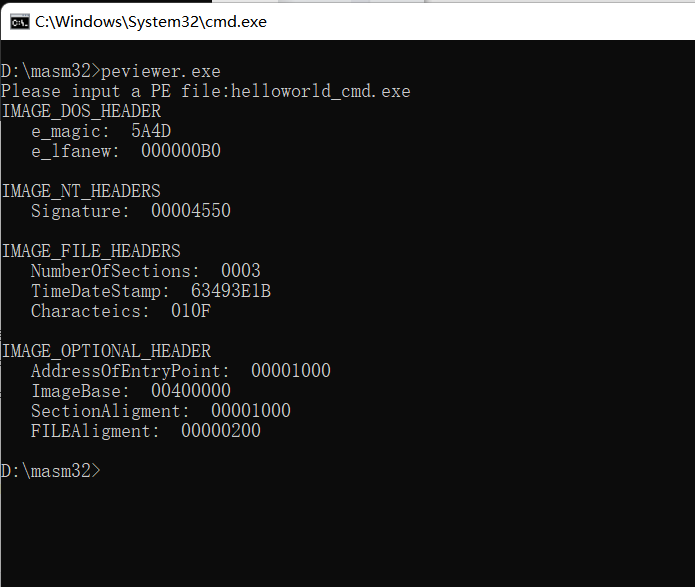 C:\Windows\System32\cmd.exe
D:\masm32>peviewer.exe
Please input a PE file:helloworld_cmd.exe
IMAGE_DOS_HEADER
   e_magic:  5A4D
   e_lfanew:  000000B0

IMAGE_NT_HEADERS
   Signature:  00004550

IMAGE_FILE_HEADERS
   NumberOfSections:  0003
   TimeDateStamp:  63493E1B
   Characteics:  010F

IMAGE_OPTIONAL_HEADER
   AddressOfEntryPoint:  00001000
   ImageBase:  00400000
   SectionAligment:  00001000
   FILEAligment:  00000200

D:\masm32>